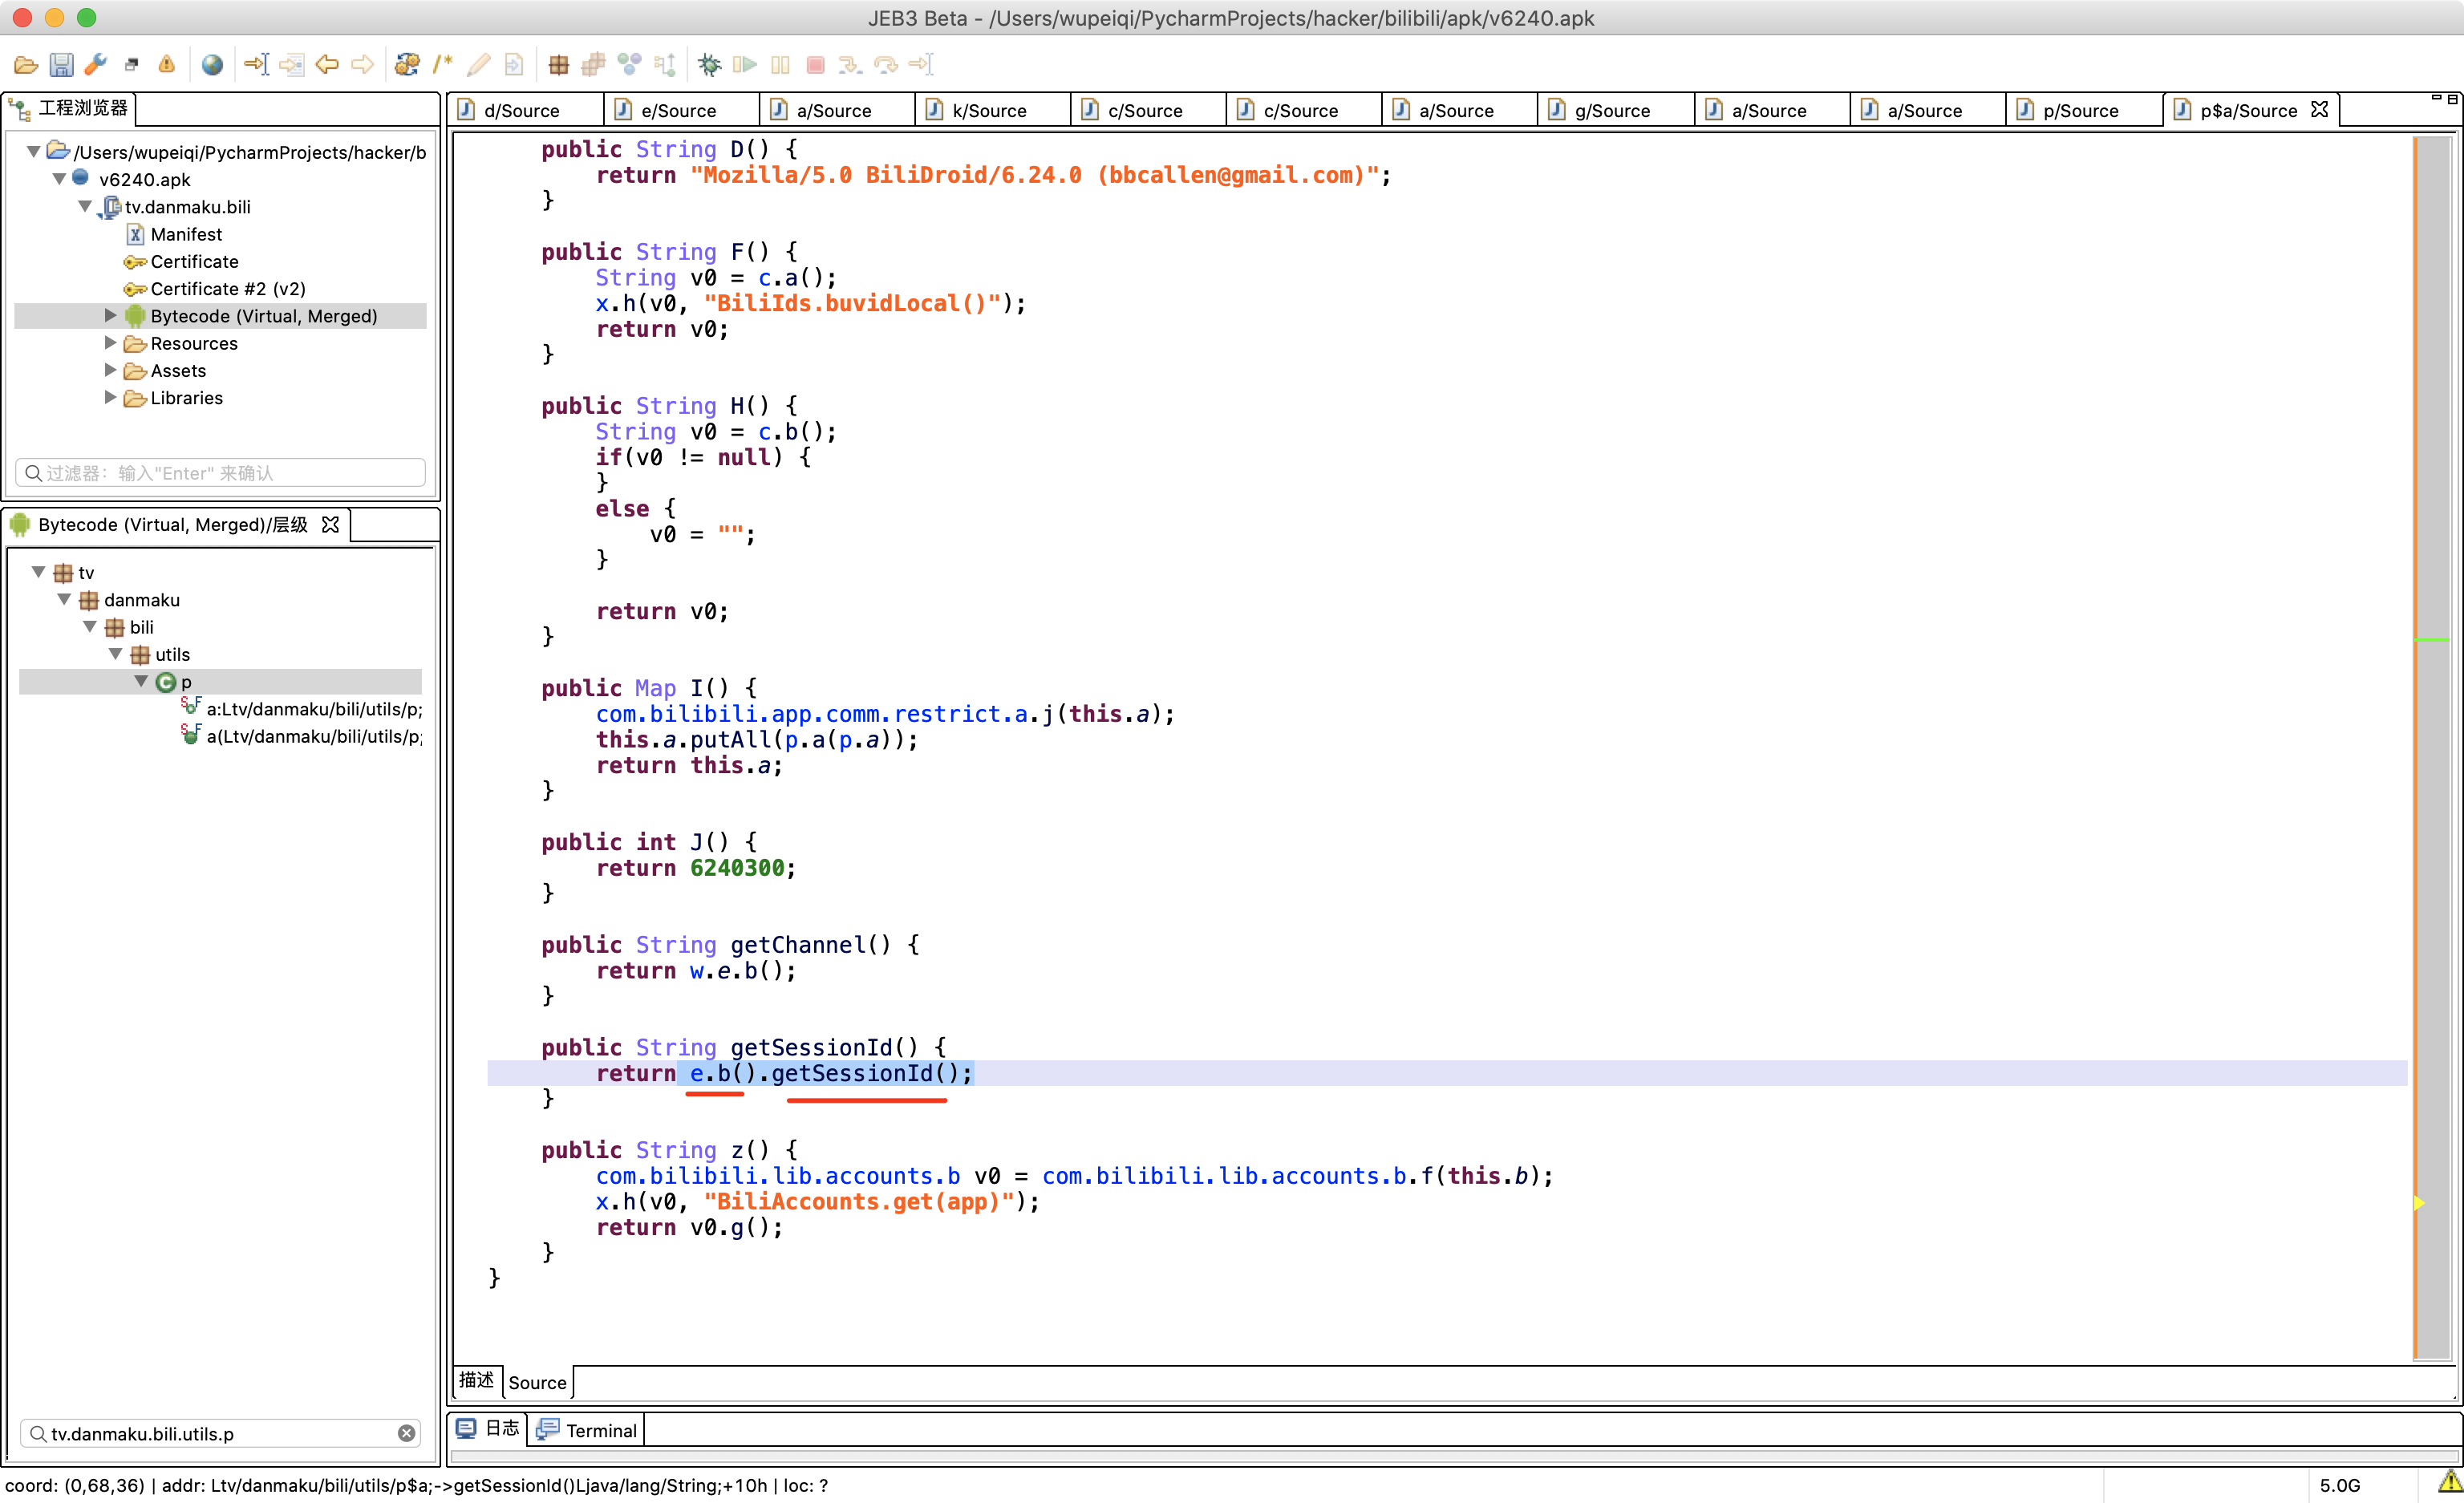 JEB3 Beta - /Users/wupeiqi/PycharmProjects/hacker/bilibili/apk/v6240.apk
工程浏览器
/Users/wupeiqi/PycharmProjects/hacker/b
v6240.apk
tv.danmaku.bili
Manifest
Certificate
Certificate #2 (v2)
Bytecode (Virtual, Merged)
Resources
Assets
Libraries
过滤器: 输入"Enter" 来确认
Bytecode (Virtual, Merged)/层级
tv
danmaku
bili
utils
p
a:Ltv/danmaku/bili/utils/p;
a(Ltv/danmaku/bili/utils/p;
tv.danmaku.bili.utils.p
d/Source e/Source a/Source k/Source c/Source c/Source a/Source g/Source a/Source a/Source p/Source p$a/Source
public String D() {
return "Mozilla/5.0 BiliDroid/6.24.0 (bbcallen@gmail.com)";
}
public String F() {
String v0 = c.a();
x.h(v0, "BiliIds.buvidLocal()");
return v0;
}
public String H() {
String v0 = c.b();
if(v0 != null) {
}
else {
v0 = "";
}
return v0;
}
public Map I() {
com.bilibili.app.comm.restrict.a.j(this.a);
this.a.putAll(p.a(p.a));
return this.a;
}
public int J() {
return 6240300;
}
public String getChannel() {
return w.e.b();
}
public String getSessionId() {
return e.b().getSessionId();
}
public String z() {
com.bilibili.lib.accounts.b v0 = com.bilibili.lib.accounts.b.f(this.b);
x.h(v0, "BiliAccounts.get(app)");
return v0.g();
}
}
描述 Source
日志 Terminal
coord: (0,68,36) | addr: Ltv/danmaku/bili/utils/p$a;->getSessionId()Ljava/lang/String;+10h | loc: ?
5.0G